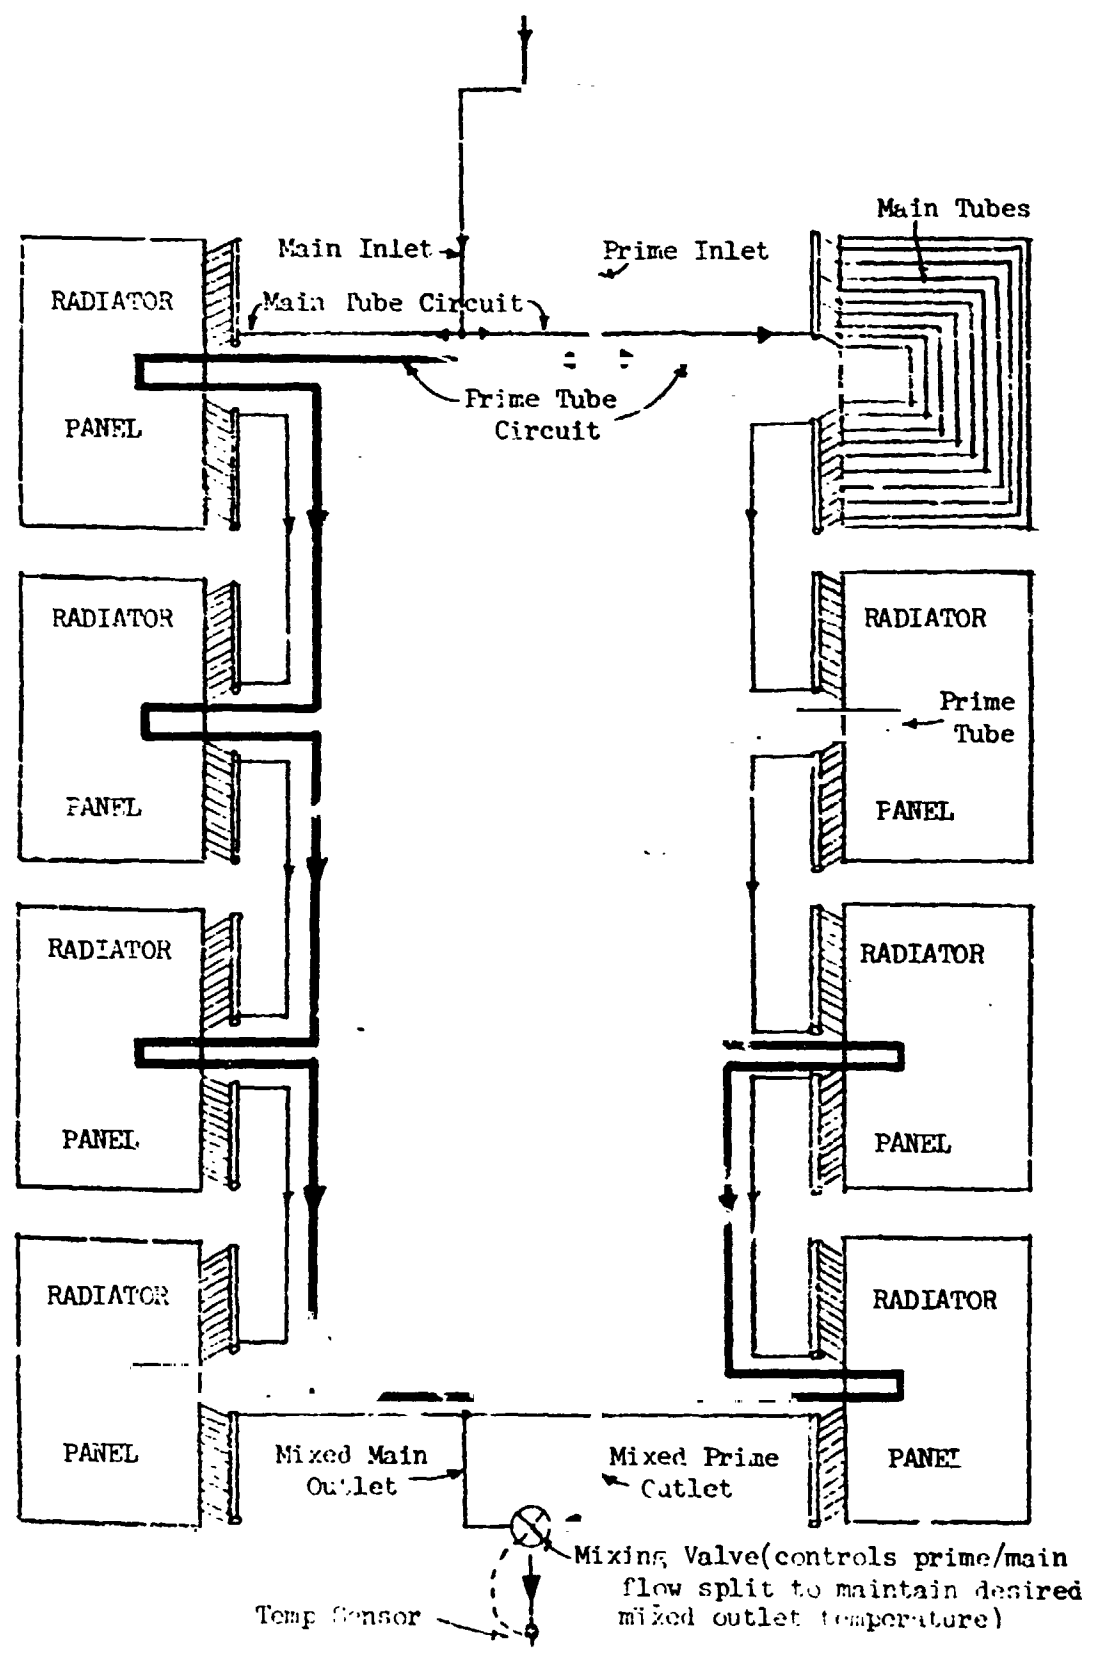 Main Tubes
Main Inlet
Prime Inlet
Main Tube Circuit
RADIATOR
PANEL
Prime Tube
Circuit
RADIATOR
PANEL
RADIATOR
Prime
Tube
PANEL
RADIATOR
PANEL
RADIATOR
PANEL
RADIATOR
PANEL
RADIATOR
PANEL
Mixed Main
Outlet
Mixed Prime
Outlet
Mixing Valve(controls prime/main
flow split to maintain desired
mixed outlet temperature)
Temp Sensor